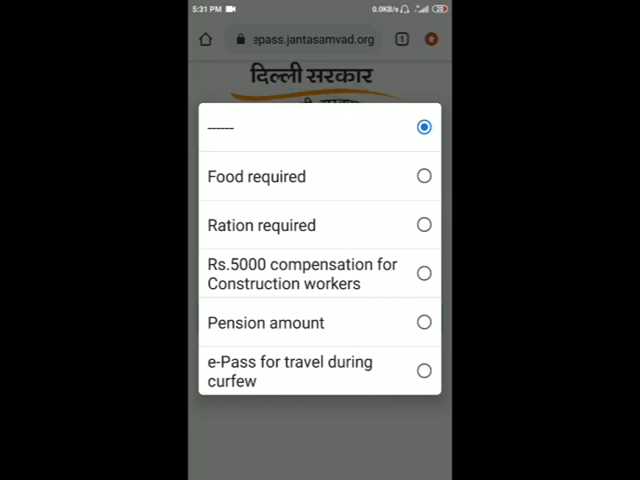 5:31 PM
0.0KB/s
epass.jantasamvad.org
1
दिल्ली सरकार
------
Food required
Ration required
Rs.5000 compensation for
Construction workers
Pension amount
e-Pass for travel during
curfew